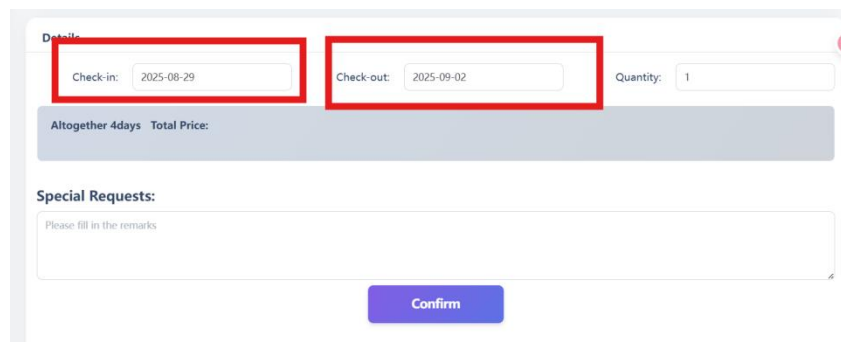 Details
Check-in: 2025-08-29 Check-out: 2025-09-02 Quantity: 1
Altogether 4days Total Price:
Special Requests:
Please fill in the remarks
Confirm